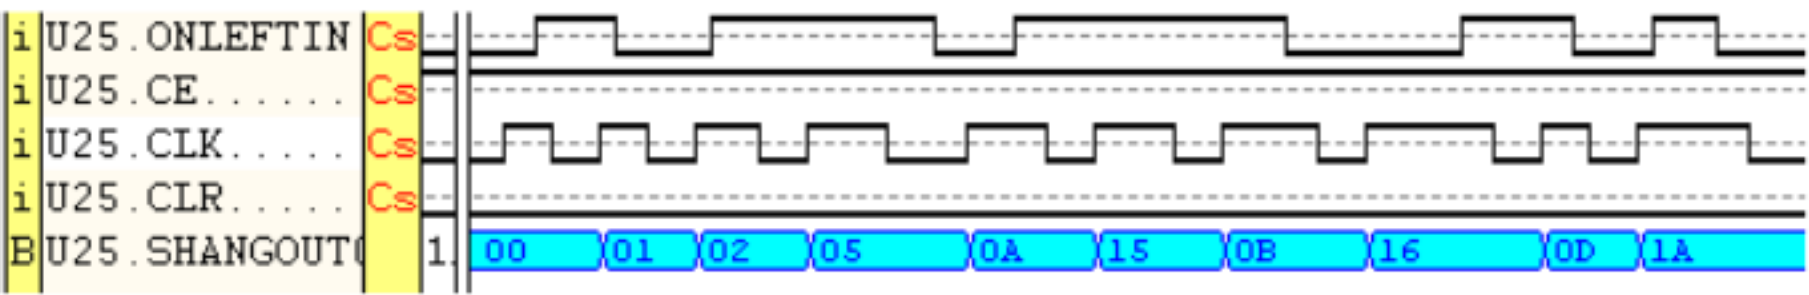 i U25.ONLEFTIN Cs
i U25.CE...... Cs
i U25.CLK..... Cs
i U25.CLR..... Cs
B U25.SHANGOUT( 1. 00 01 02 05 0A 15 0B 16 0D 1A